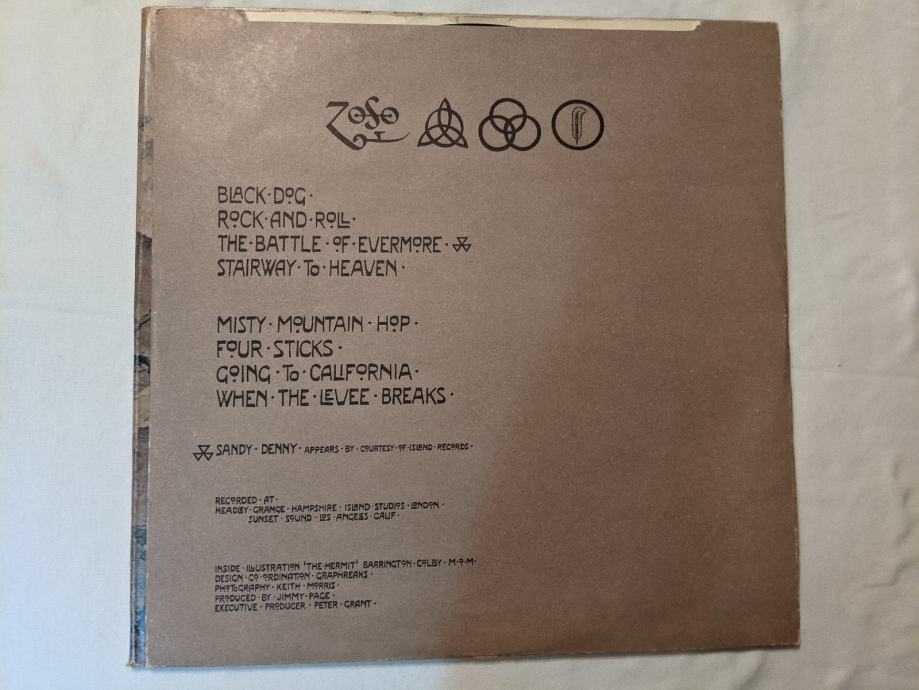 ZoSo
BLACK·DOG·
ROCK·AND·ROLL·
THE·BATTLE·OF·EVERMORE·
STAIRWAY·To·HEAVEN·
MISTY·MOUNTAIN·HOP·
FOUR·STICKS·
GOING·To·CALIFORNIA·
WHEN·THE·LEVEE·BREAKS·
SANDY·DENNY·APPEARS·BY·COURTESY·OF·ISLAND·RECORDS·
RECORDED·AT·
HEADLEY·GRANGE·HAMPSHIRE·ISLAND·STUDIOS·LONDON·
SUNSET·SOUND·LOS·ANGELES·CALIF·
INSIDE·ILLUSTRATION 'THE·HERMIT' BARRINGTON·COLBY·M·O·M·
DESIGN·CO·ORDINATION·GRAPHREAKS·
PHOTOGRAPHY·KEITH·MORRIS·
PRODUCED·BY·JIMMY·PAGE·
EXECUTIVE·PRODUCER·PETER·GRANT·